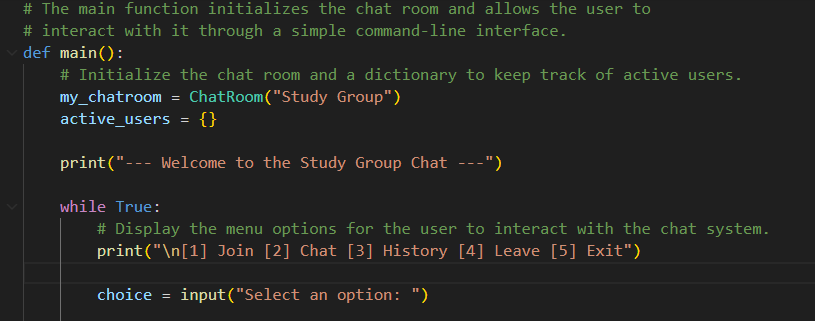 # The main function initializes the chat room and allows the user to
# interact with it through a simple command-line interface.
def main():
    # Initialize the chat room and a dictionary to keep track of active users.
    my_chatroom = ChatRoom("Study Group")
    active_users = {}

    print("--- Welcome to the Study Group Chat ---")

    while True:
        # Display the menu options for the user to interact with the chat system.
        print("\n[1] Join [2] Chat [3] History [4] Leave [5] Exit")

        choice = input("Select an option: ")